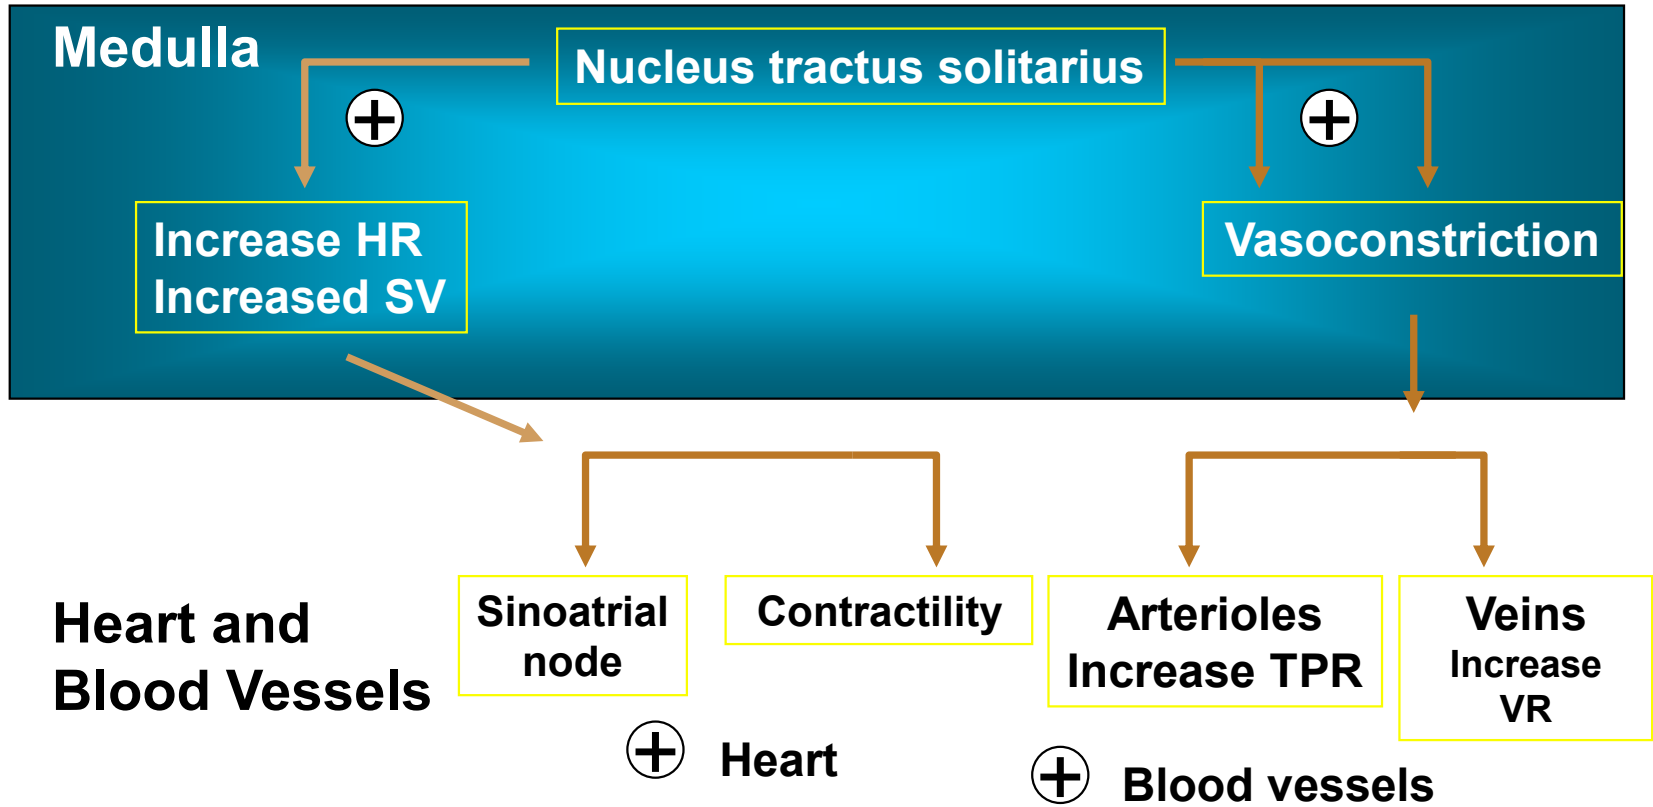 Medulla
Nucleus tractus solitarius
+
+
Increase HR
Increased SV
Vasoconstriction
Heart and
Blood Vessels
Sinoatrial
node
Contractility
Arterioles
Increase TPR
Veins
Increase
VR
+ Heart
+ Blood vessels